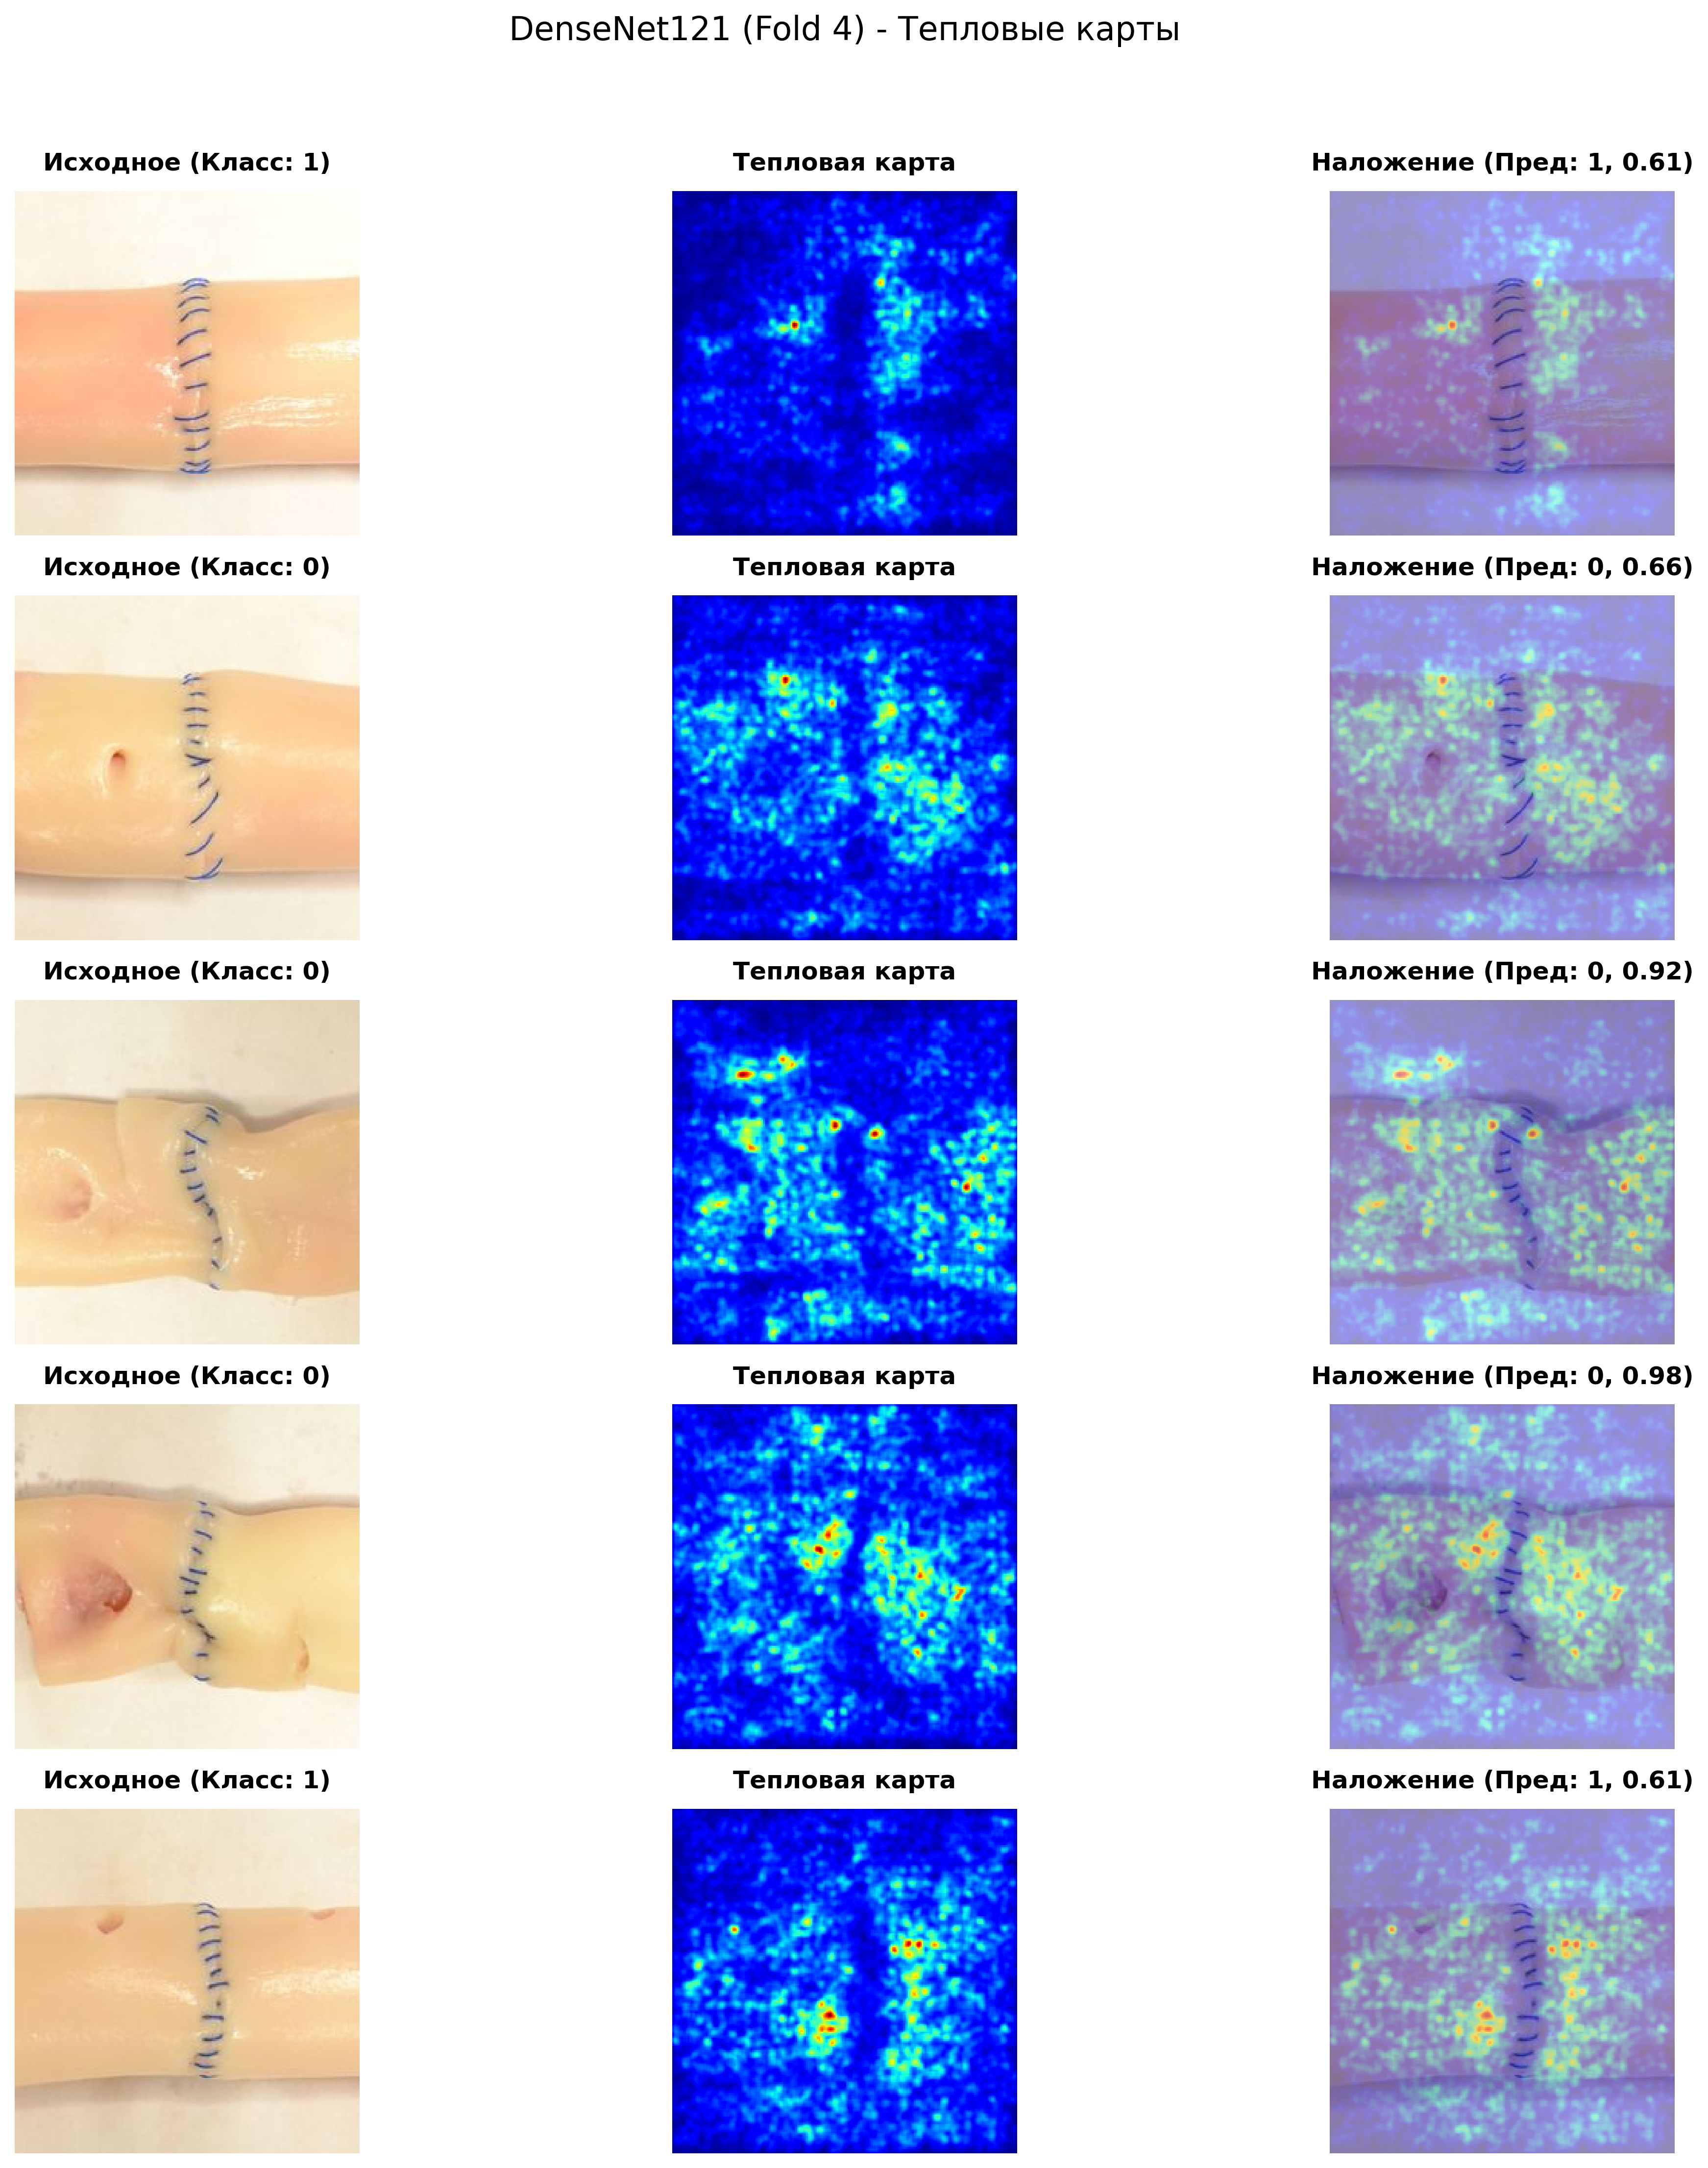 DenseNet121 (Fold 4) - Тепловые карты
Исходное (Класс: 1)
Тепловая карта
Наложение (Пред: 1, 0.61)
Исходное (Класс: 0)
Тепловая карта
Наложение (Пред: 0, 0.66)
Исходное (Класс: 0)
Тепловая карта
Наложение (Пред: 0, 0.92)
Исходное (Класс: 0)
Тепловая карта
Наложение (Пред: 0, 0.98)
Исходное (Класс: 1)
Тепловая карта
Наложение (Пред: 1, 0.61)